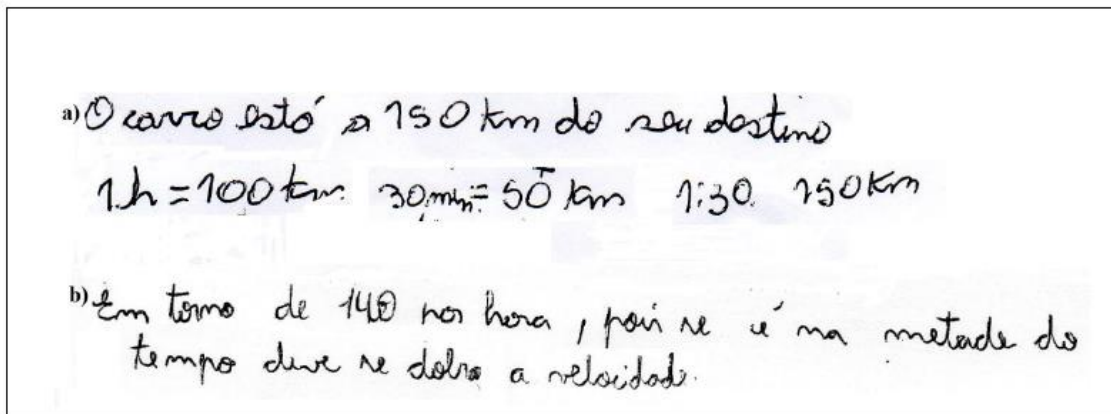 a) O carro está a 150 km do seu destino
1h = 100 km. 30 min = 50 km 1:30. 150 km
b) Em torno de 140 por hora, pois se é na metade do
tempo deve se dobra a velocidade.